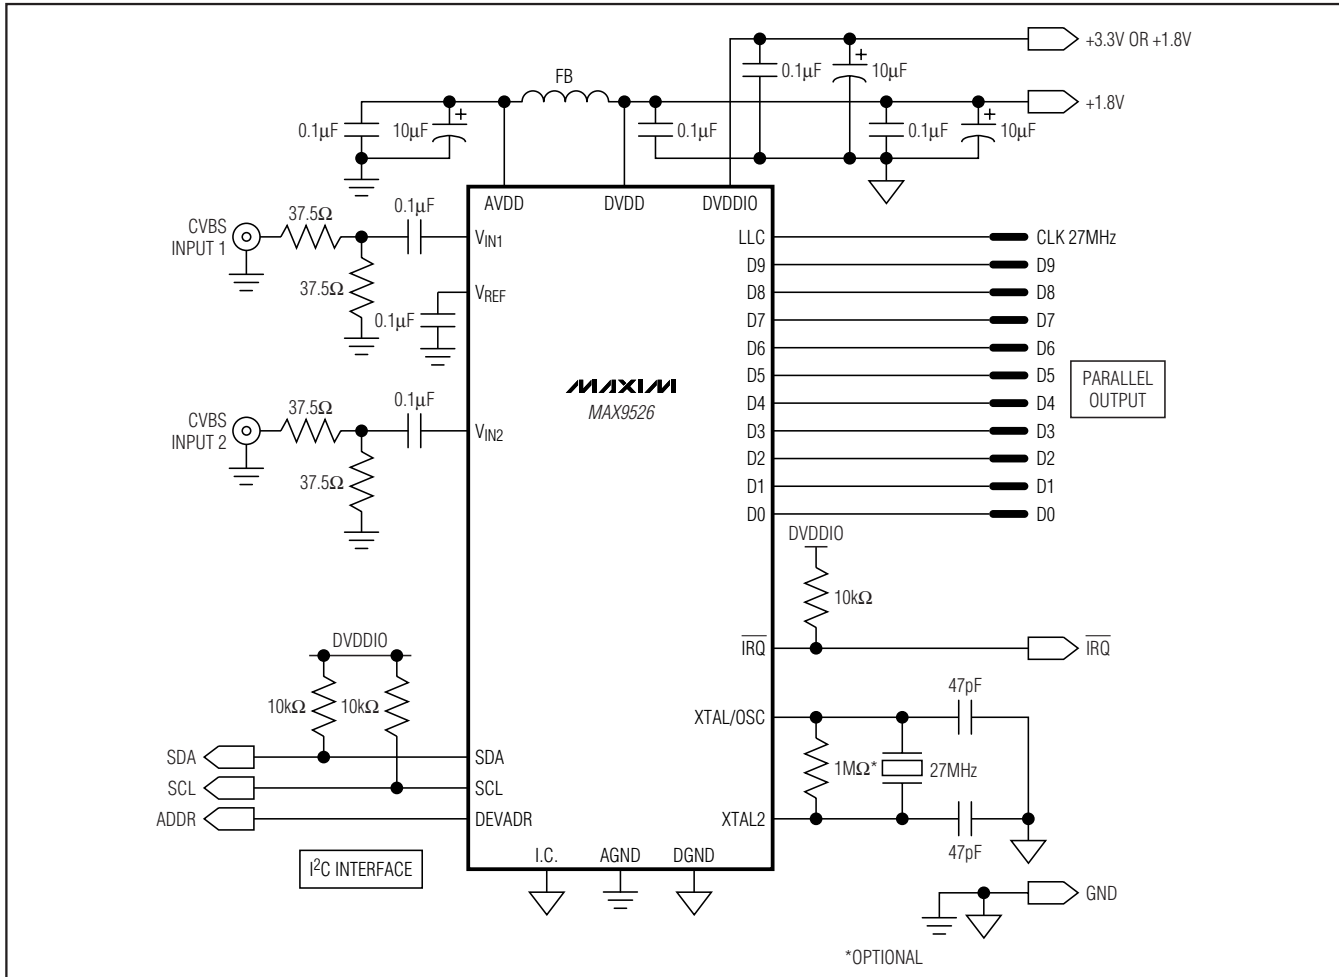 +3.3V OR +1.8V
0.1µF
10µF
FB
+
+1.8V
0.1µF
10µF
+
0.1µF
0.1µF
10µF
+
AVDD
DVDD
DVDDIO
CVBS
INPUT 1
37.5Ω
0.1µF
VIN1
37.5Ω
VREF
0.1µF
CVBS
INPUT 2
37.5Ω
0.1µF
VIN2
37.5Ω
MAXIM
MAX9526
LLC
CLK 27MHz
D9
D9
D8
D8
D7
D7
D6
D6
D5
D5
D4
D4
D3
D3
D2
D2
D1
D1
D0
D0
PARALLEL
OUTPUT
DVDDIO
10kΩ
IRQ
IRQ
DVDDIO
10kΩ
10kΩ
SDA
SDA
SCL
SCL
ADDR
DEVADR
I²C INTERFACE
XTAL/OSC
47pF
1MΩ*
27MHz
XTAL2
47pF
I.C.
AGND
DGND
GND
*OPTIONAL
+